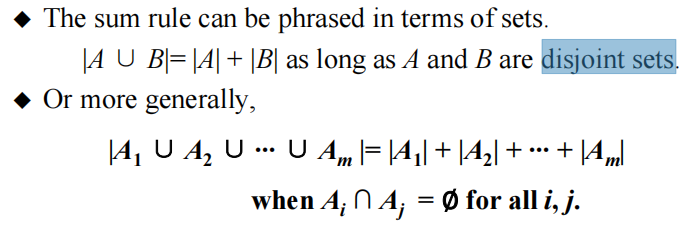 ◆ The sum rule can be phrased in terms of sets.
|A ∪ B|= |A| + |B| as long as A and B are disjoint sets.
◆ Or more generally,
|A₁ ∪ A₂ ∪ ⋯ ∪ Aₘ |= |A₁| + |A₂| + ⋯ + |Aₘ|
when Aᵢ ∩ Aⱼ = Ø for all i, j.